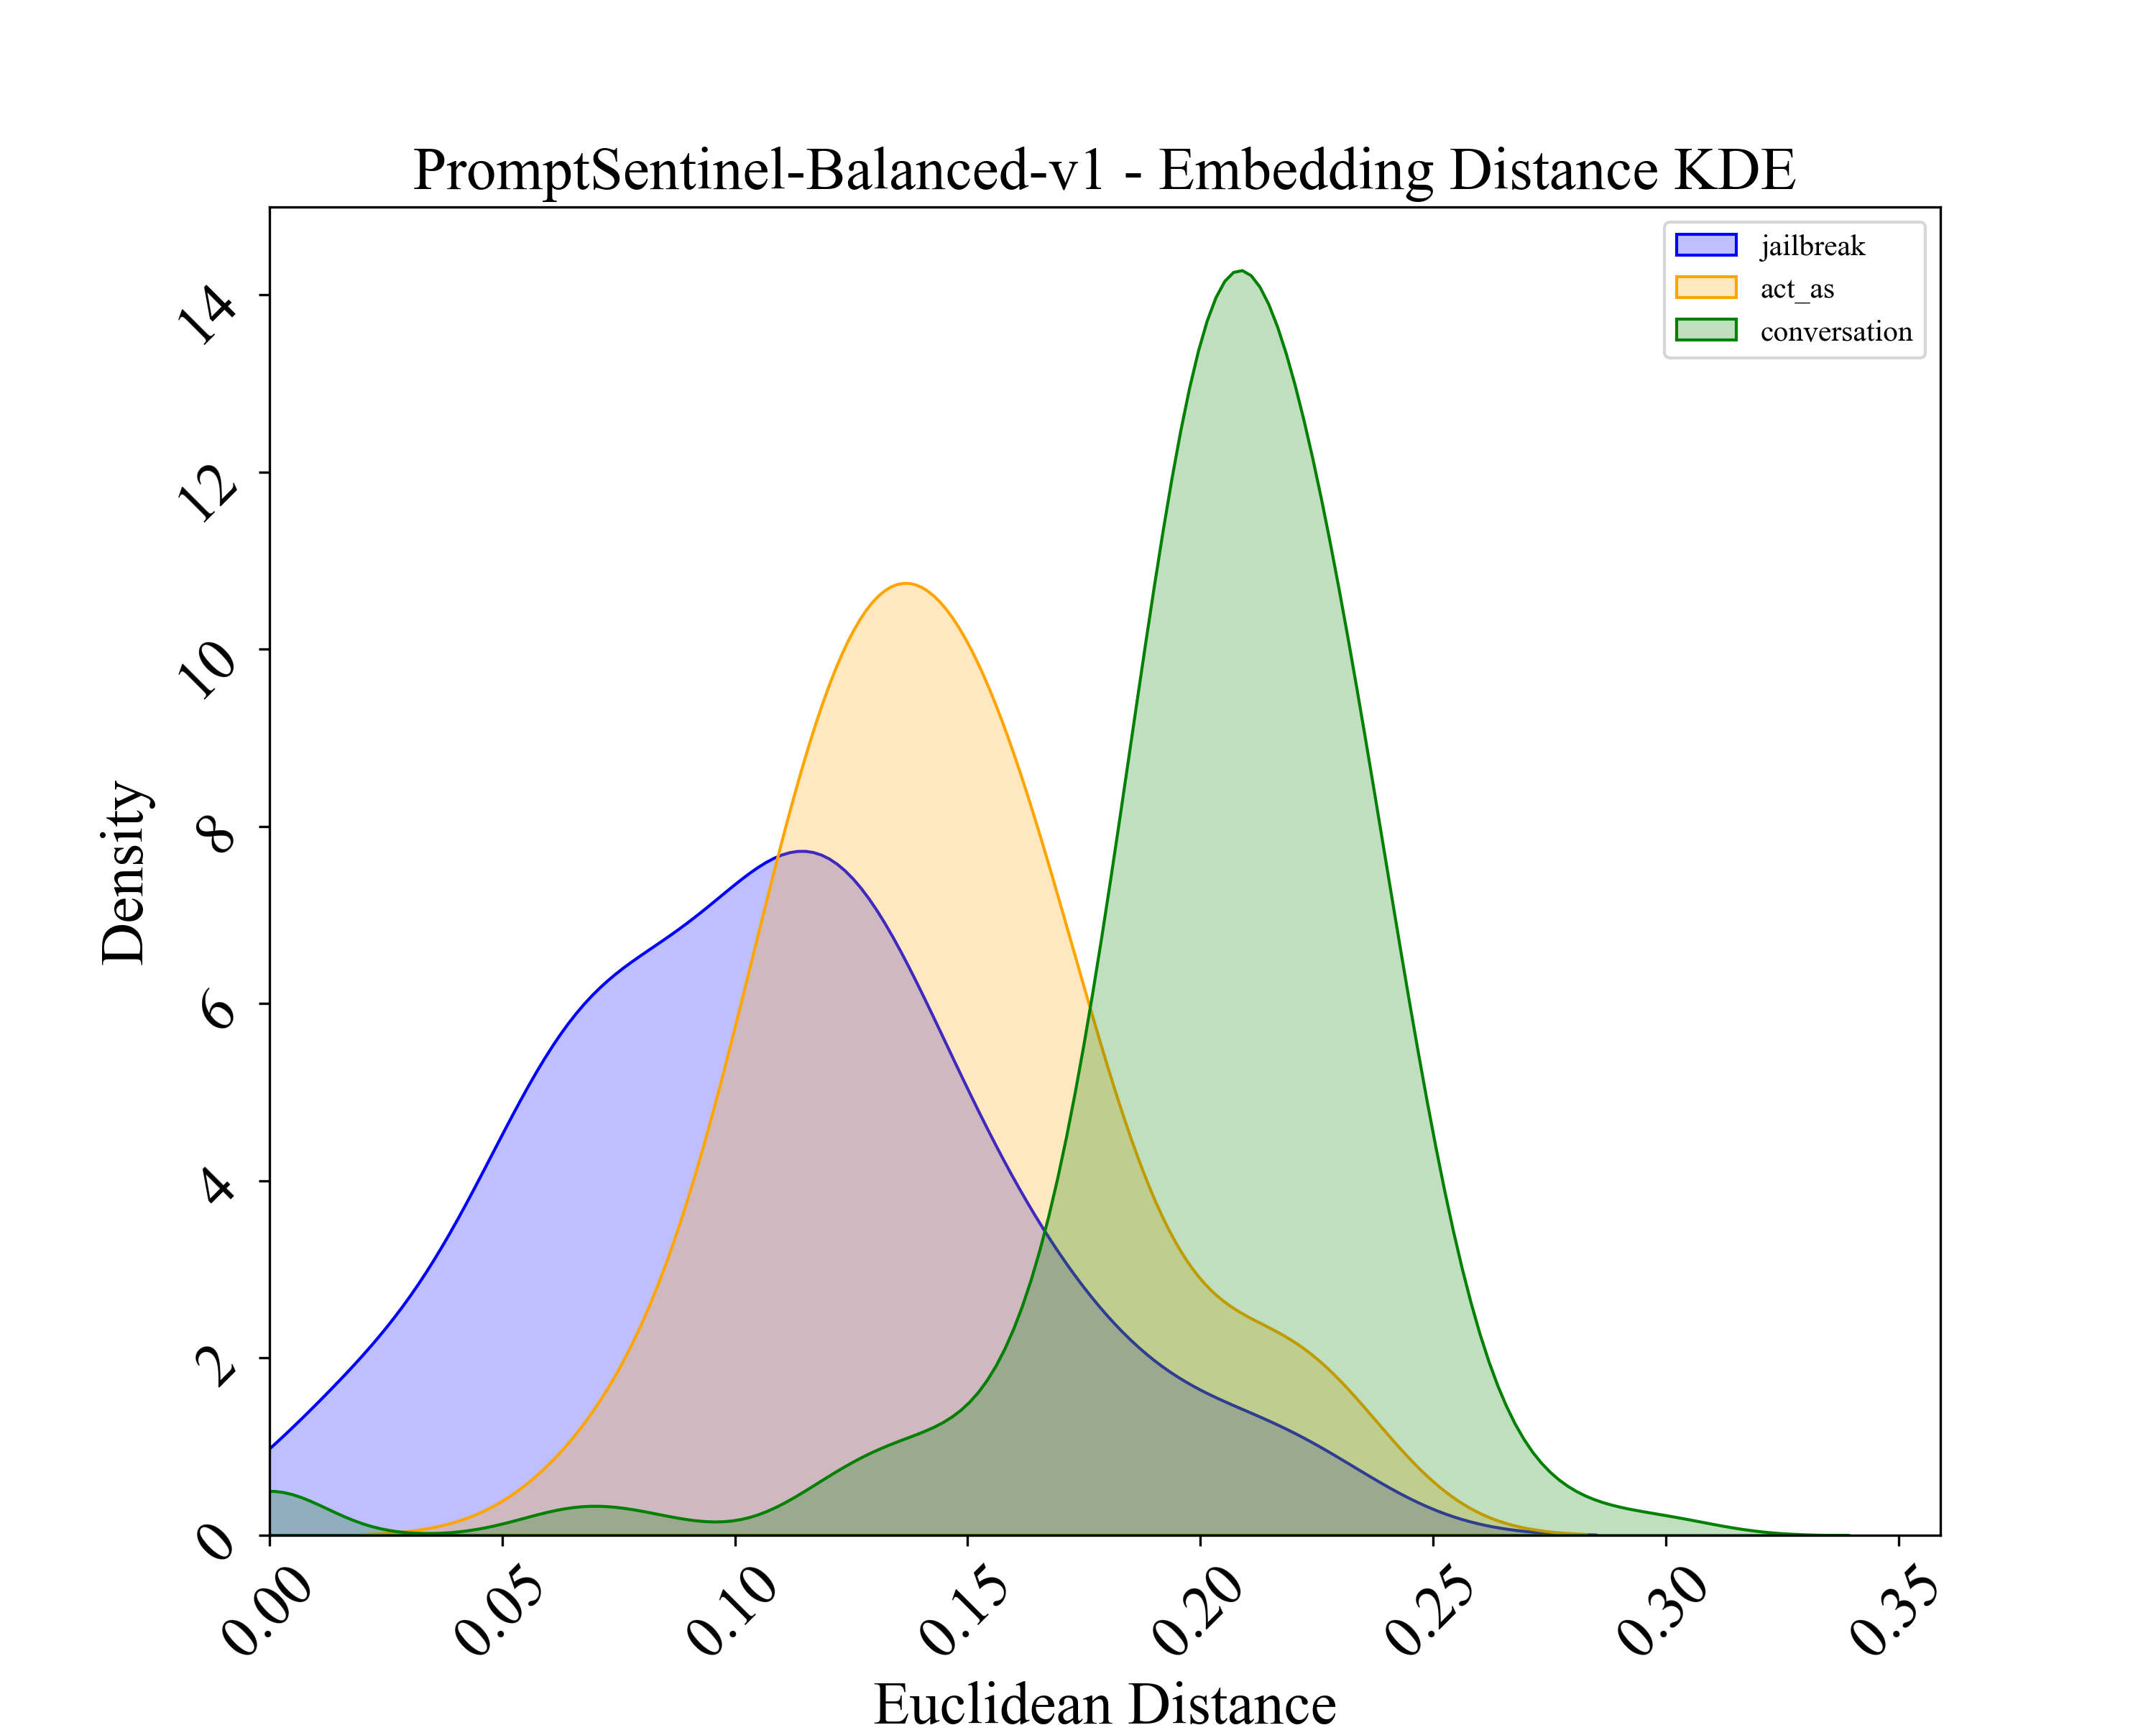 PromptSentinel-Balanced-v1 - Embedding Distance KDE
jailbreak
act_as
conversation
14
12
10
8
6
4
2
0
Density
0.00
0.05
0.10
0.15
0.20
0.25
0.30
0.35
Euclidean Distance